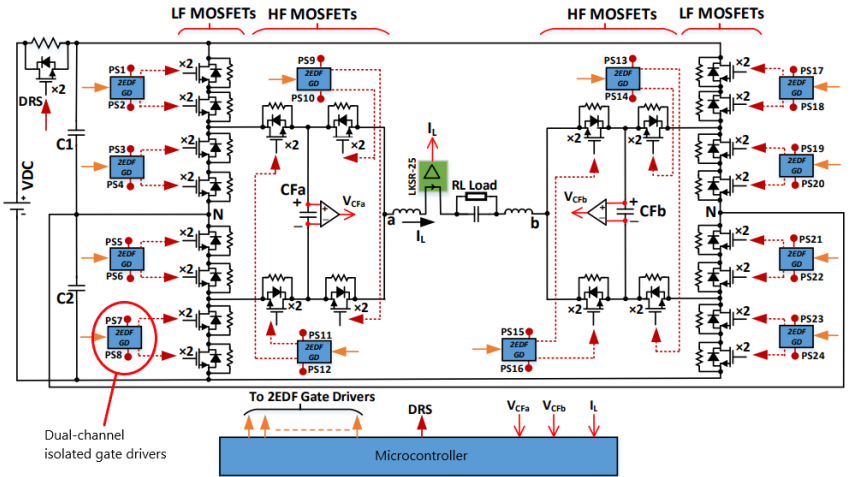 LF MOSFETs HF MOSFETs HF MOSFETs LF MOSFETs
PS1 2EDF GD PS2 ×2 ×2
PS3 2EDF GD PS4 ×2 ×2
PS5 2EDF GD PS6 ×2 ×2
PS7 2EDF GD PS8 ×2 ×2
PS9 2EDF GD PS10 ×2 ×2
PS11 2EDF GD PS12 ×2 ×2
PS13 2EDF GD PS14 ×2 ×2
PS15 2EDF GD PS16 ×2 ×2
PS17 2EDF GD PS18 ×2 ×2
PS19 2EDF GD PS20 ×2 ×2
PS21 2EDF GD PS22 ×2 ×2
PS23 2EDF GD PS24 ×2 ×2
DRS ×2
C1
VDC
+
−
C2
N
CFa
+
−
+
−
VCFa
a
IL
IL
LKSR-25
RL Load
b
VCFb
+
−
+
−
CFb
N
Dual-channel
isolated gate drivers
To 2EDF Gate Drivers DRS VCFa VCFb IL
Microcontroller